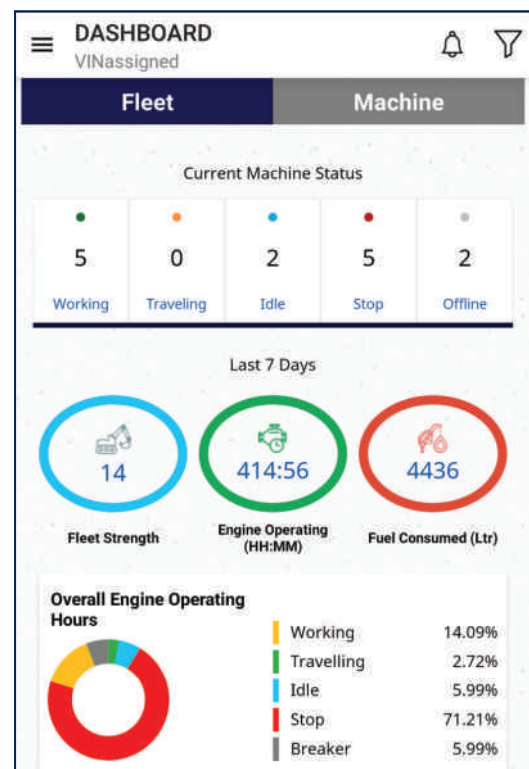 DASHBOARD
VINassigned
Fleet Machine
Current Machine Status
5 0 2 5 2
Working Traveling Idle Stop Offline
Last 7 Days
14 414:56 4436
Fleet Strength Engine Operating (HH:MM) Fuel Consumed (Ltr)
Overall Engine Operating
Hours
Working 14.09%
Travelling 2.72%
Idle 5.99%
Stop 71.21%
Breaker 5.99%